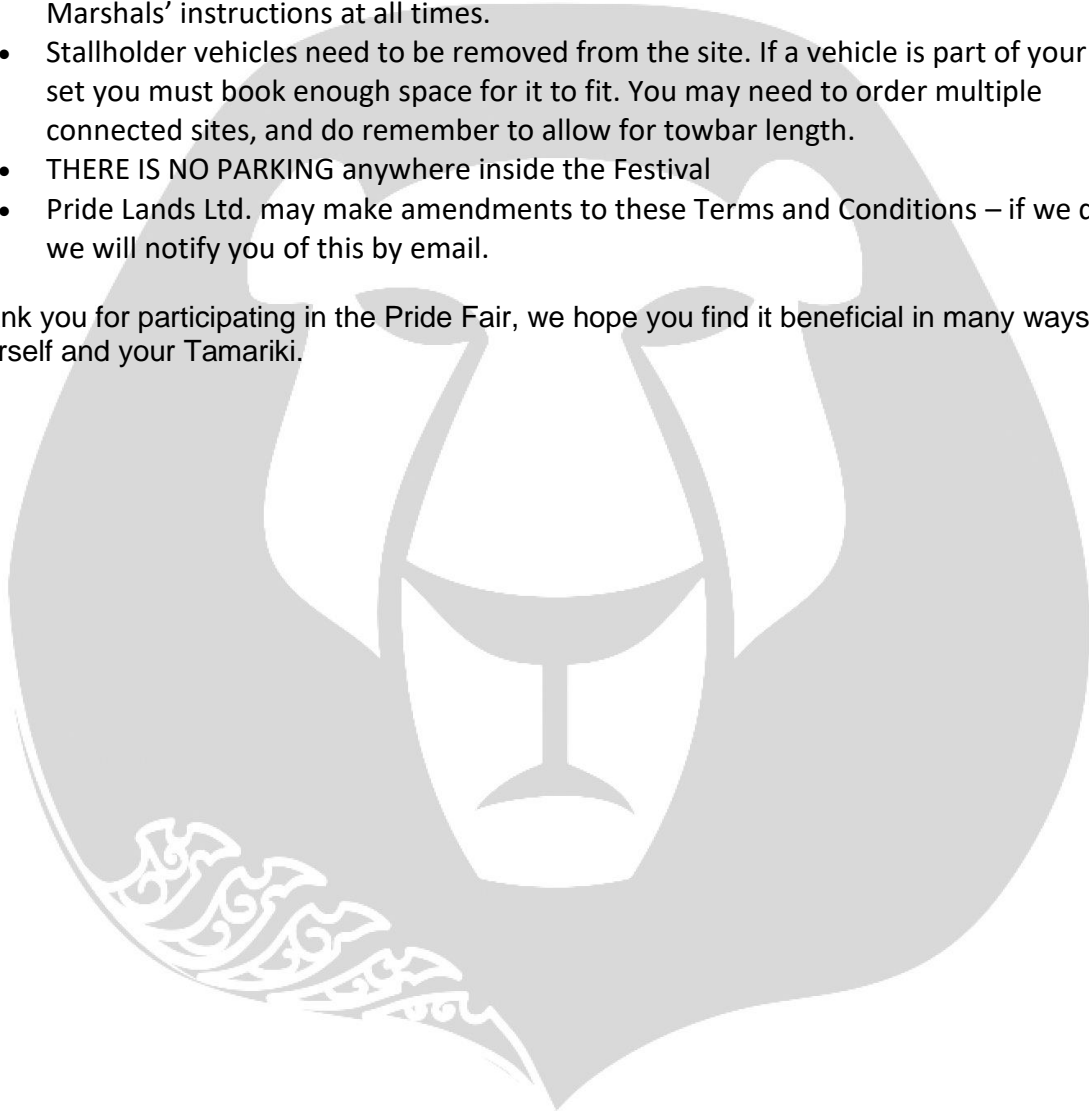 Marshals’ instructions at all times.
• Stallholder vehicles need to be removed from the site. If a vehicle is part of your
set you must book enough space for it to fit. You may need to order multiple
connected sites, and do remember to allow for towbar length.
• THERE IS NO PARKING anywhere inside the Festival
• Pride Lands Ltd. may make amendments to these Terms and Conditions – if we
we will notify you of this by email.
you for participating in the Pride Fair, we hope you find it beneficial in many ways
and your Tamariki.